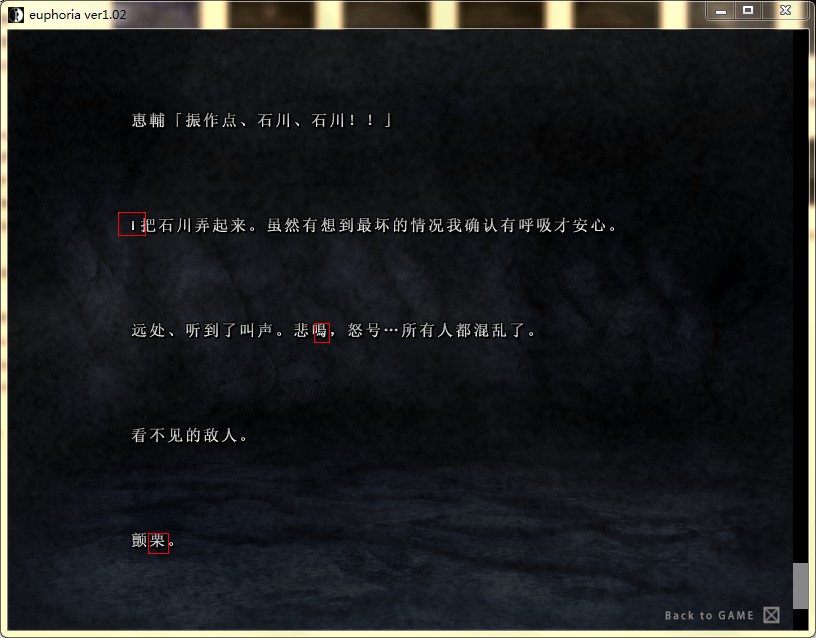 euphoria ver1.02
惠輔「振作点、石川、石川！！」
I把石川弄起来。虽然有想到最坏的情况我确认有呼吸才安心。
远处、听到了叫声。悲鳴，怒号…所有人都混乱了。
看不见的敌人。
颤栗。
Back to GAME